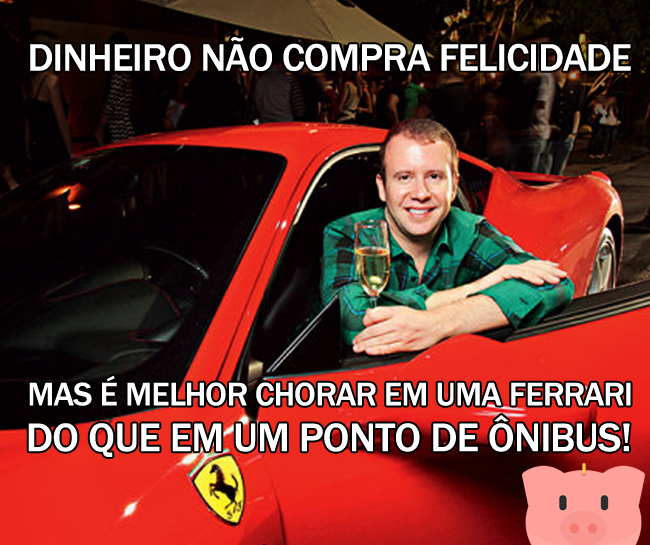 DINHEIRO NÃO COMPRA FELICIDADE
MAS É MELHOR CHORAR EM UMA FERRARI
DO QUE EM UM PONTO DE ÔNIBUS!